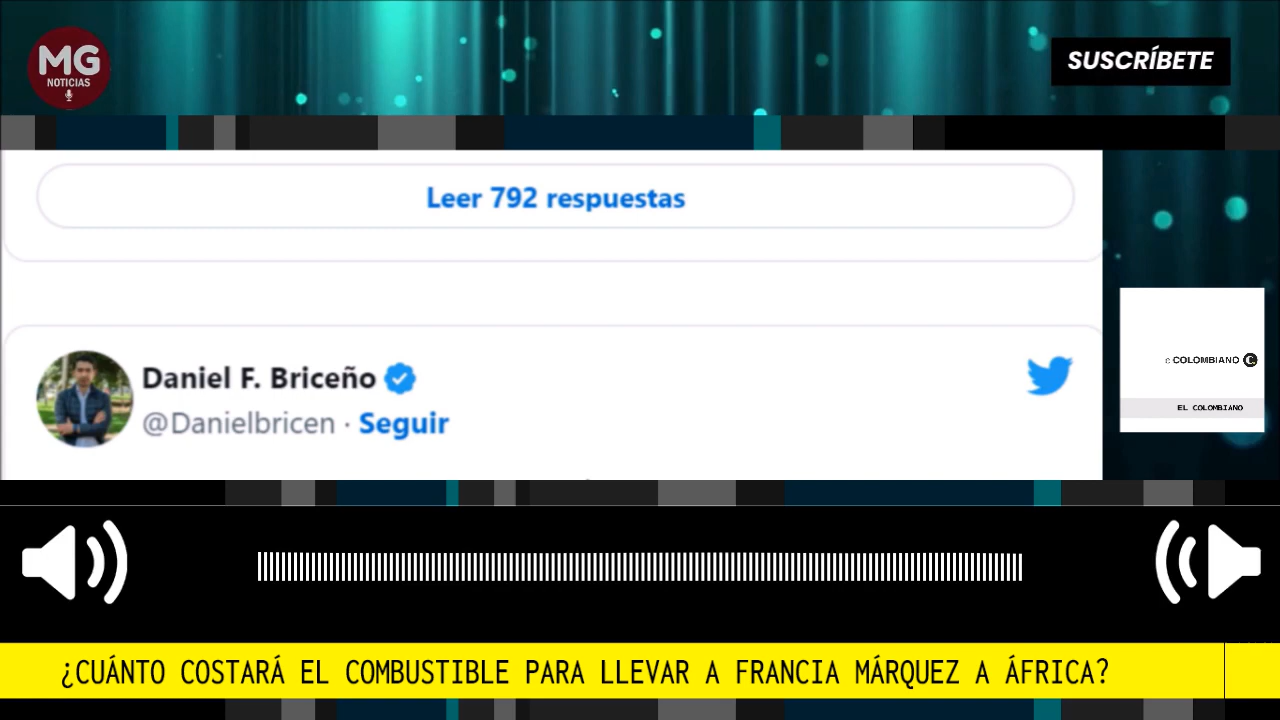 MG
NOTICIAS
SUSCRÍBETE
Leer 792 respuestas
Daniel F. Briceño
@Danielbricen · Seguir
EL COLOMBIANO C
EL COLOMBIANO
¿CUÁNTO COSTARÁ EL COMBUSTIBLE PARA LLEVAR A FRANCIA MÁRQUEZ A ÁFRICA?